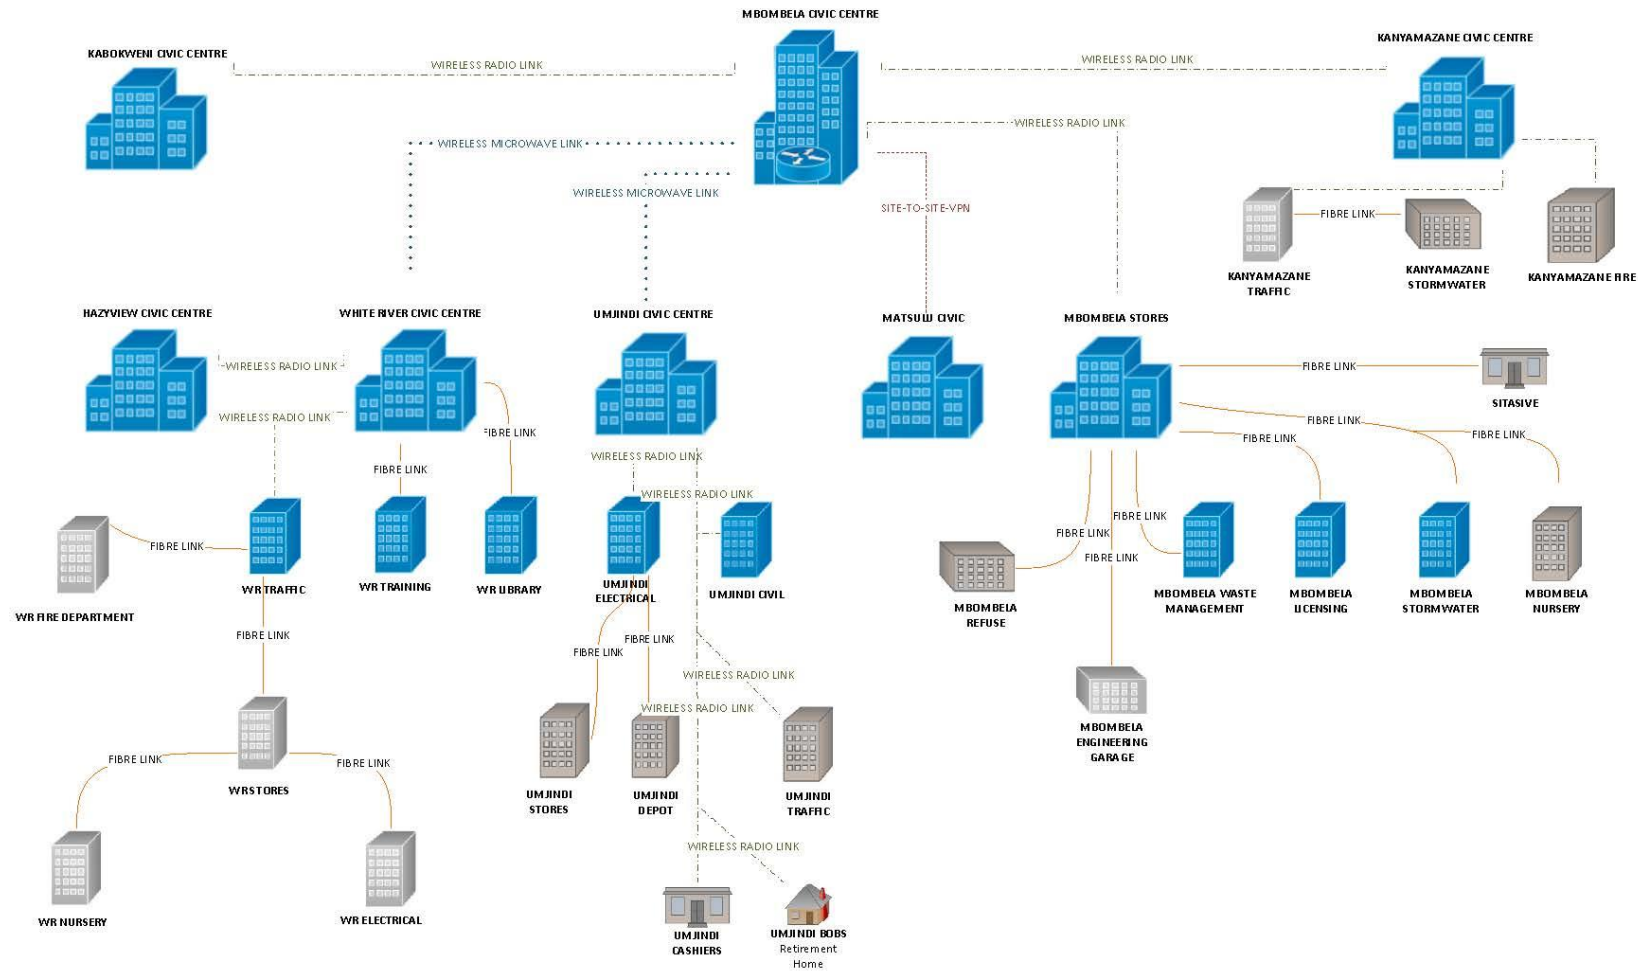 MBOMBELA CIVIC CENTRE
KABOKWENI CIVIC CENTRE
WIRELESS RADIO LINK
WIRELESS RADIO LINK
KANYAMAZANE CIVIC CENTRE
WIRELESS RADIO LINK
WIRELESS MICROWAVE LINK
WIRELESS MICROWAVE LINK
SITE-TO-SITE-VPN
FIBRE LINK
KANYAMAZANE
TRAFFIC
KANYAMAZANE
STORMWATER
KANYAMAZANE FIRE
HAZYVIEW CIVIC CENTRE
WHITE RIVER CIVIC CENTRE
UMJINDI CIVIC CENTRE
MATSULU CIVIC
MBOMBELA STORES
WIRELESS RADIO LINK
FIBRE LINK
SITASIVE
WIRELESS RADIO LINK
FIBRE LINK
FIBRE LINK
FIBRE LINK
FIBRE LINK
FIBRE LINK
WIRELESS RADIO LINK
FIBRE LINK
WIRELESS RADIO LINK
FIBRE LINK
FIBRE LINK
FIBRE LINK
FIBRE LINK
WR FIRE DEPARTMENT
WR TRAFFIC
WR TRAINING
WR LIBRARY
UMJINDI
ELECTRICAL
UMJINDI CIVIL
MBOMBELA
REFUSE
MBOMBELA WASTE
MANAGEMENT
MBOMBELA
LICENSING
MBOMBELA
STORMWATER
MBOMBELA
NURSERY
FIBRE LINK
FIBRE LINK
FIBRE LINK
WIRELESS RADIO LINK
WIRELESS RADIO LINK
MBOMBELA
ENGINEERING
GARAGE
FIBRE LINK
FIBRE LINK
WR STORES
UMJINDI
STORES
UMJINDI
DEPOT
UMJINDI
TRAFFIC
WIRELESS RADIO LINK
WR NURSERY
WR ELECTRICAL
UMJINDI
CASHIERS
UMJINDI BOBS
Retirement
Home